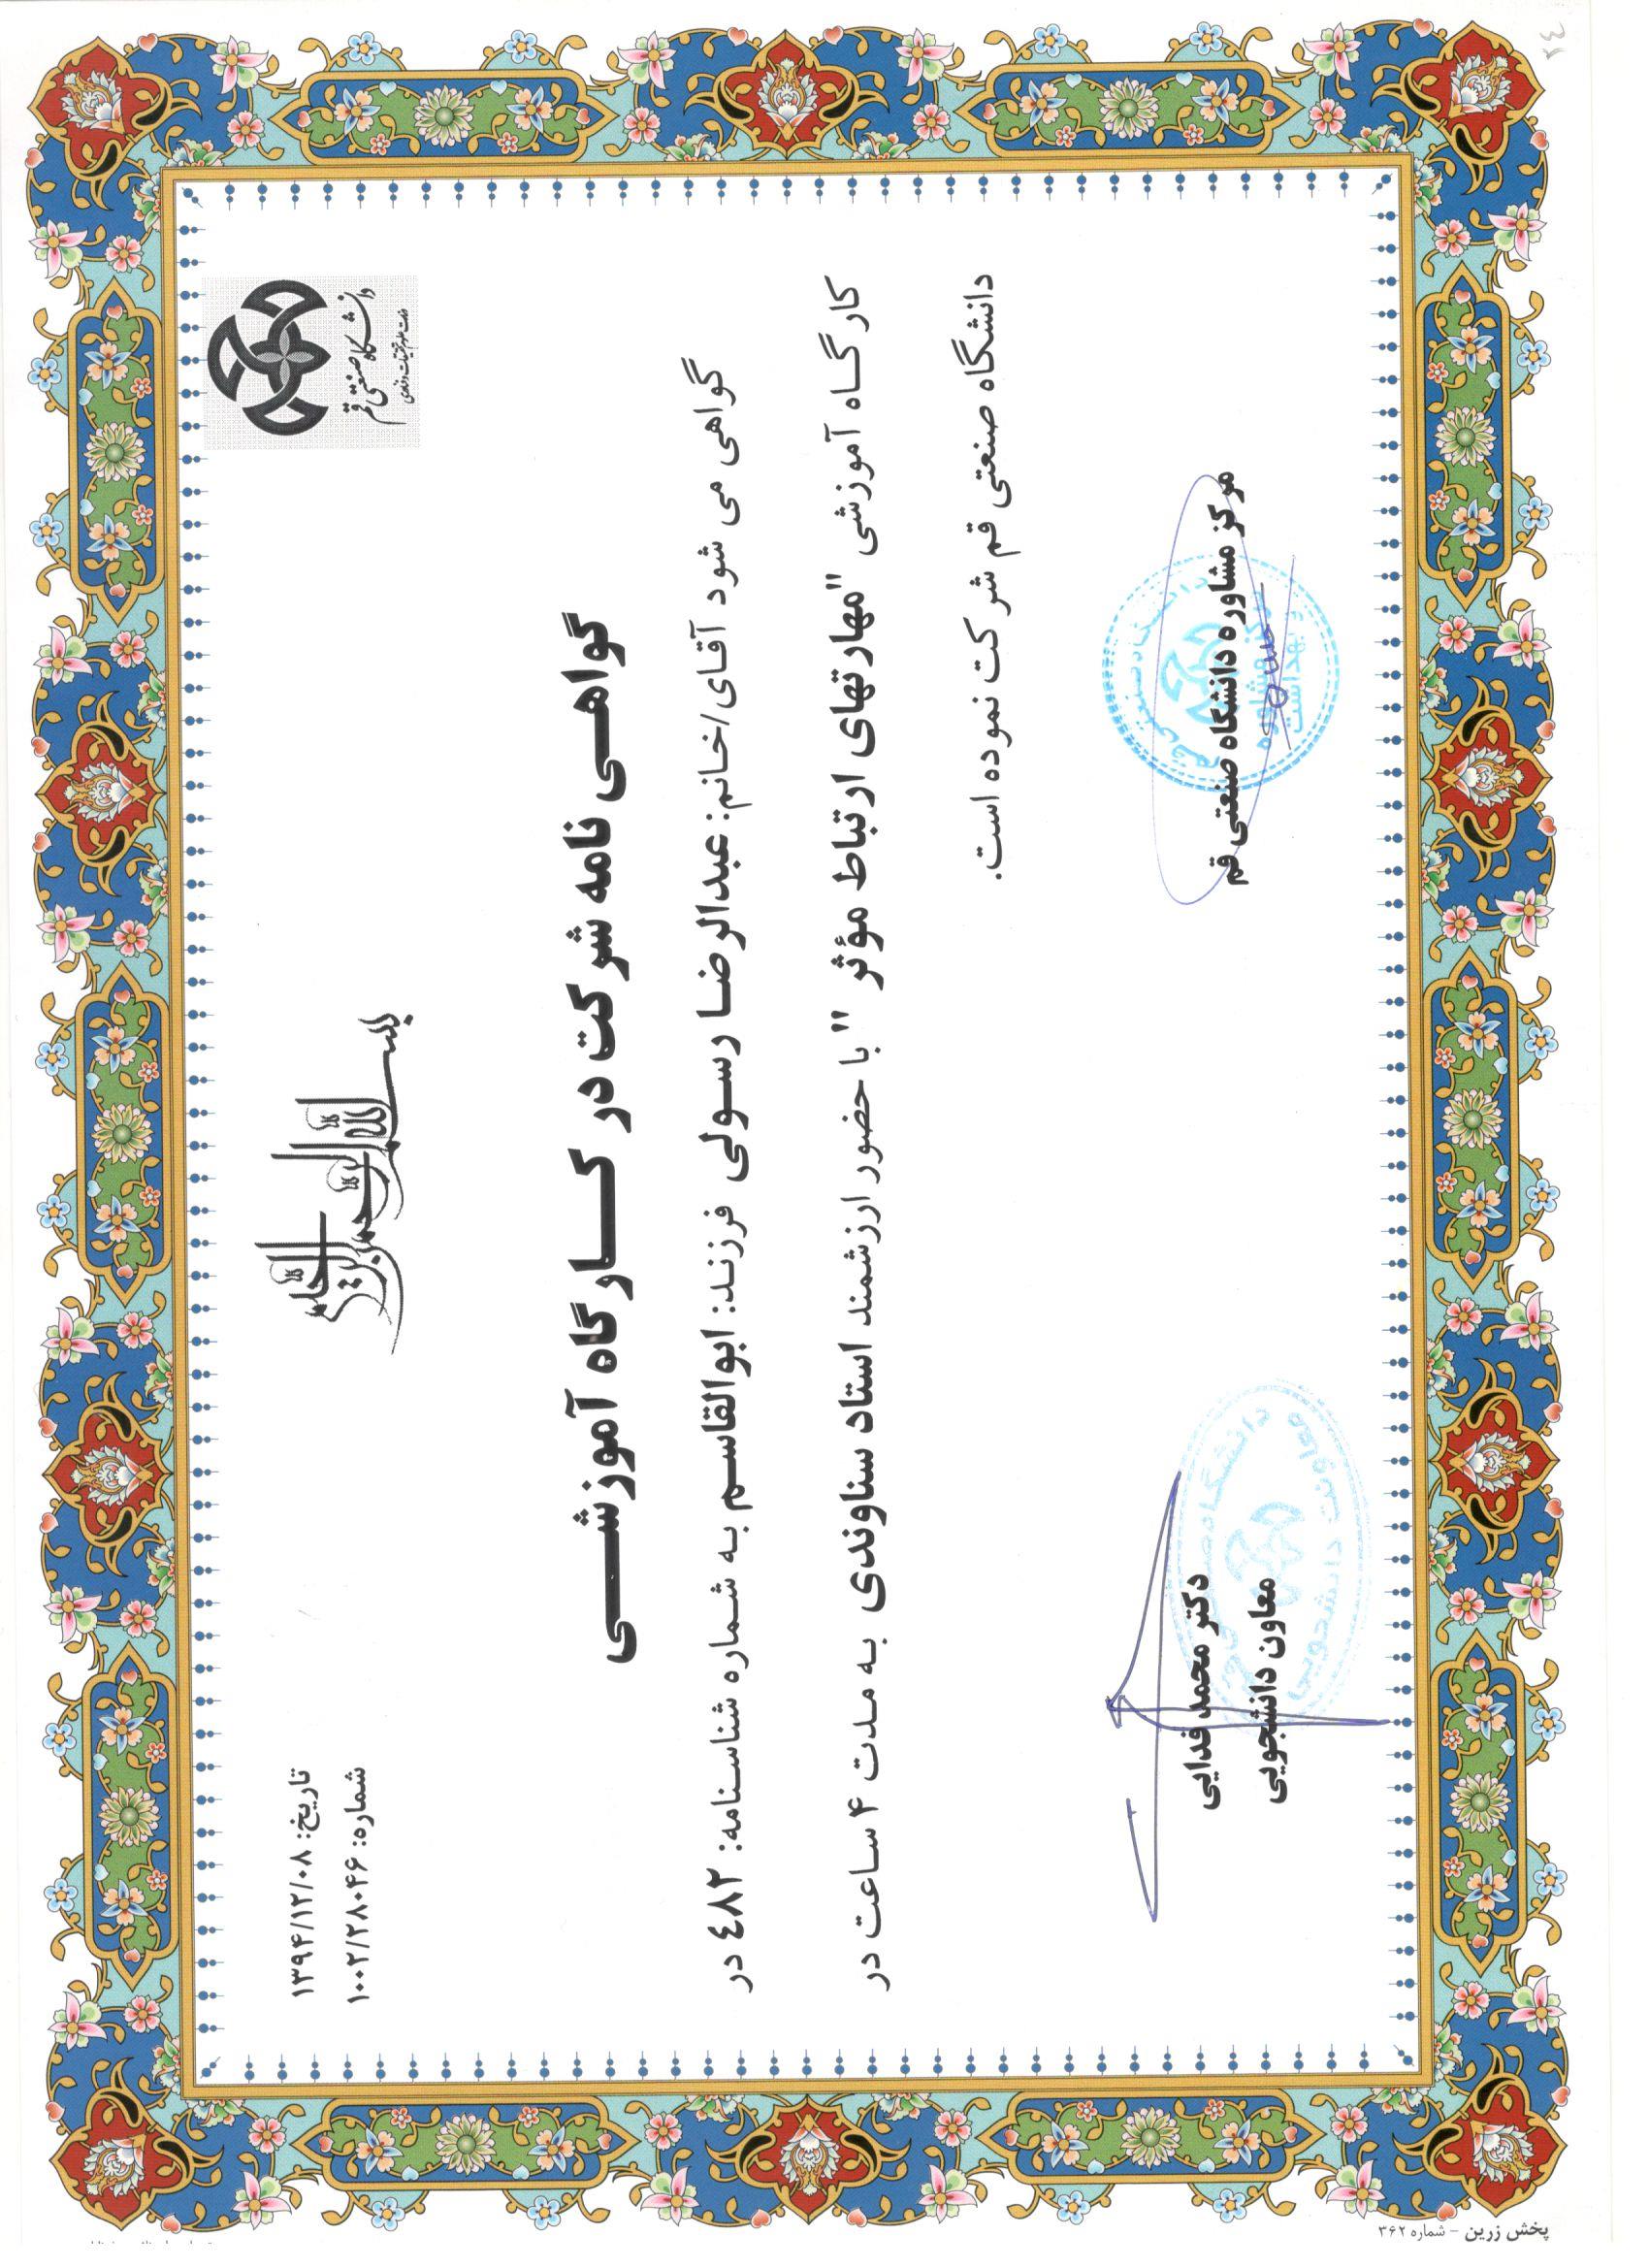 دانشگاه صنعتی قم
وزارت علوم تحقیقات و فناوری
بسم الله الرحمن الرحیم
تاریخ: ۱۳۹۴/۱۲/۰۸
شماره: ۱۰۰۲/۲۸۰۴۶
گواهی نامه شرکت در کارگاه آموزشی
گواهی می شود آقای/خانم: عبدالرضا رسولی فرزند: ابوالقاسم به شماره شناسنامه: ٤٨٢ در
کارگاه آموزشی "مهارتهای ارتباط مؤثر " با حضور ارزشمند استاد سناوندی به مدت ۴ ساعت در
دانشگاه صنعتی قم شرکت نموده است.
دانشگاه صنعتی قم
مرکز مشاوره دانشگاه صنعتی قم
مرکز مشاوره
و بهداشت
دکتر محمد فدایی
معاون دانشجویی
دانشگاه صنعتی قم
معاونت دانشجویی
پخش زرین - شماره ۳۶۲
٢٤